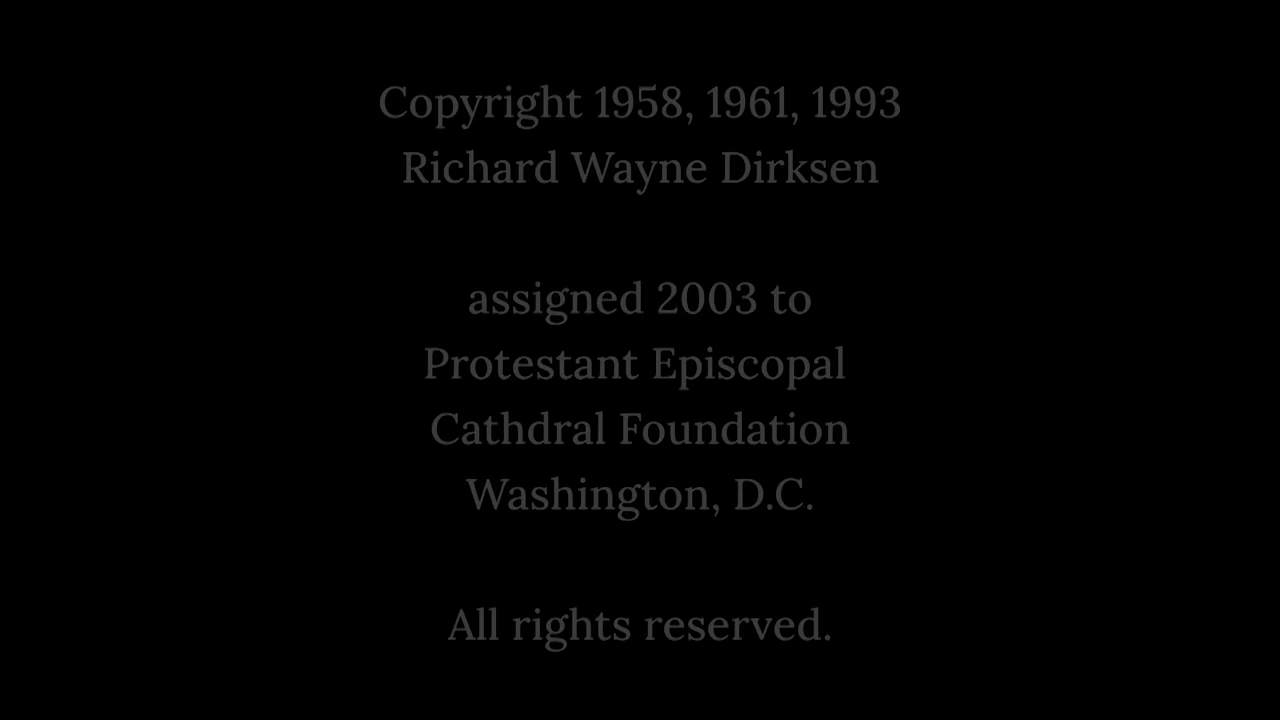 Copyright 1958, 1961, 1993
Richard Wayne Dirksen
assigned 2003 to
Protestant Episcopal
Cathdral Foundation
Washington, D.C.
All rights reserved.